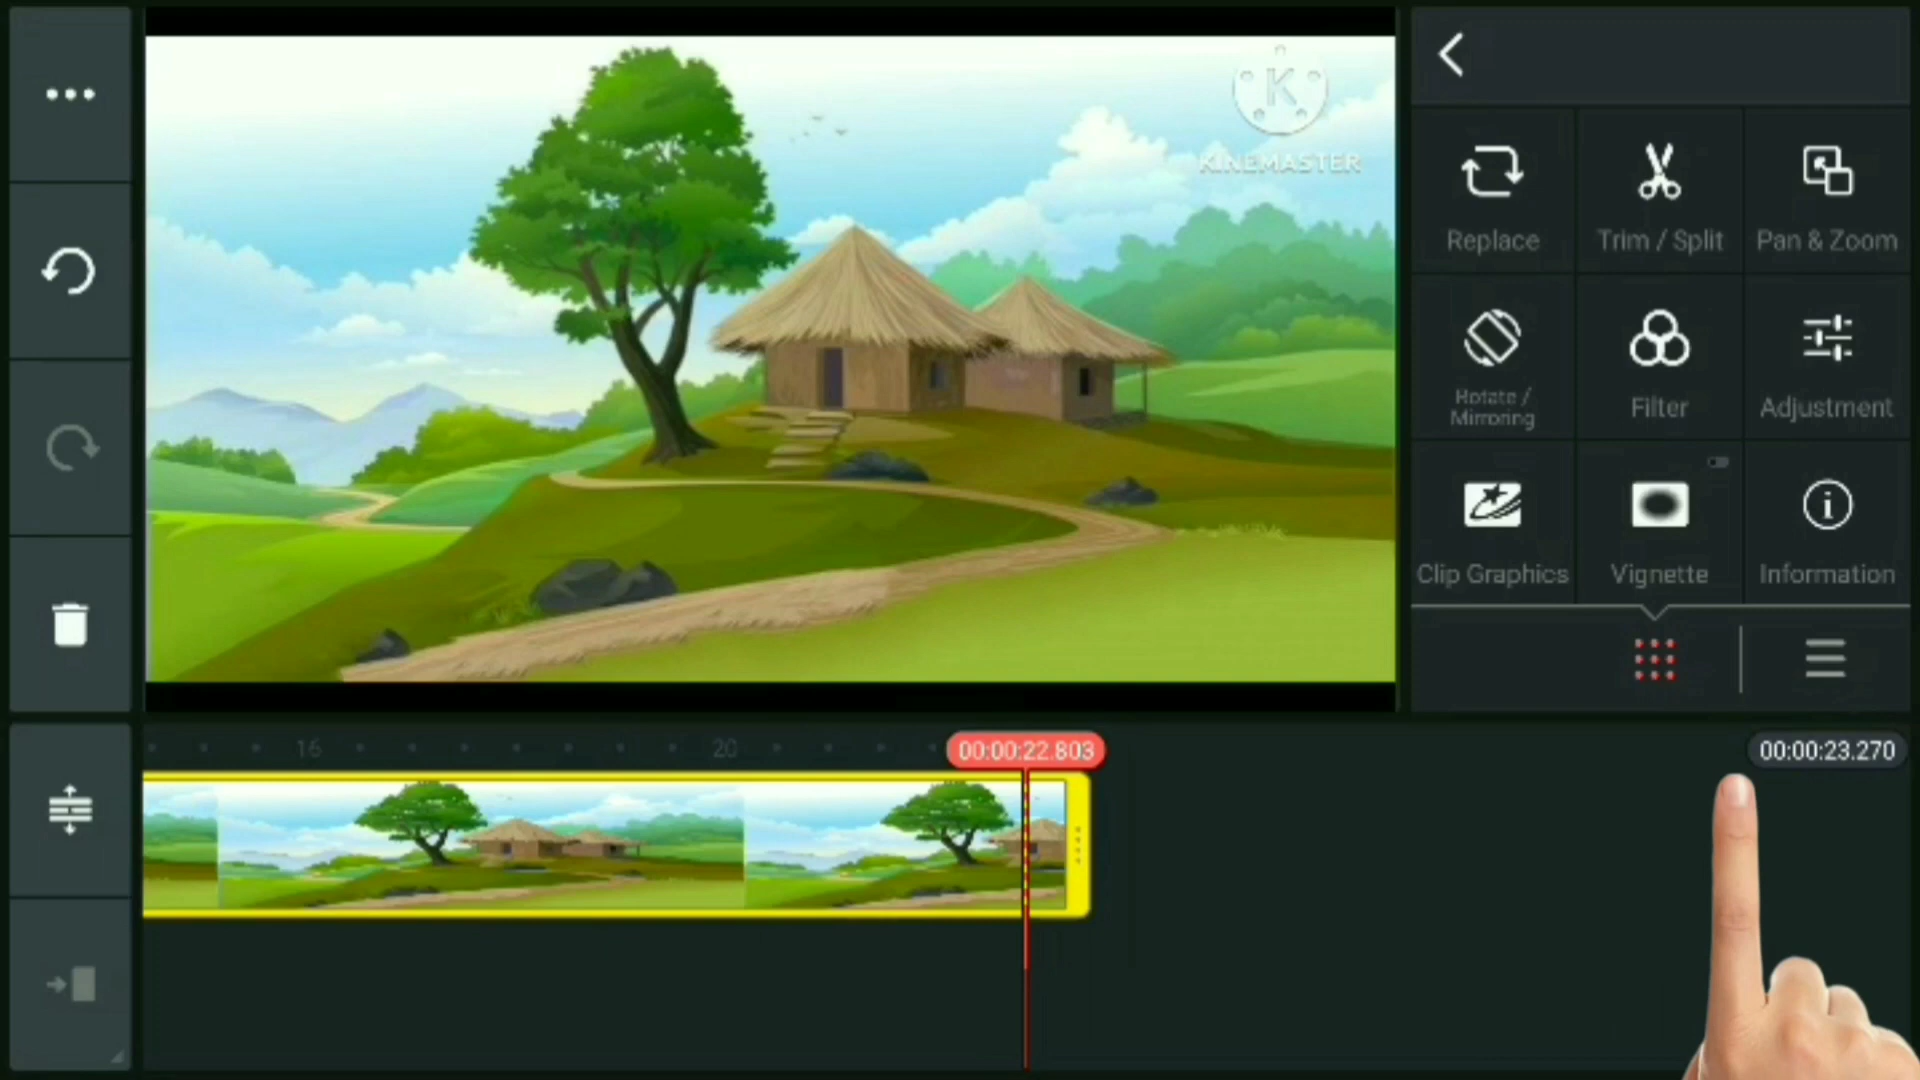 K
KINEMASTER
Replace
Trim / Split
Pan & Zoom
Rotate /
Mirroring
Filter
Adjustment
Clip Graphics
Vignette
Information
16
20
00:00:22.803
00:00:23.270